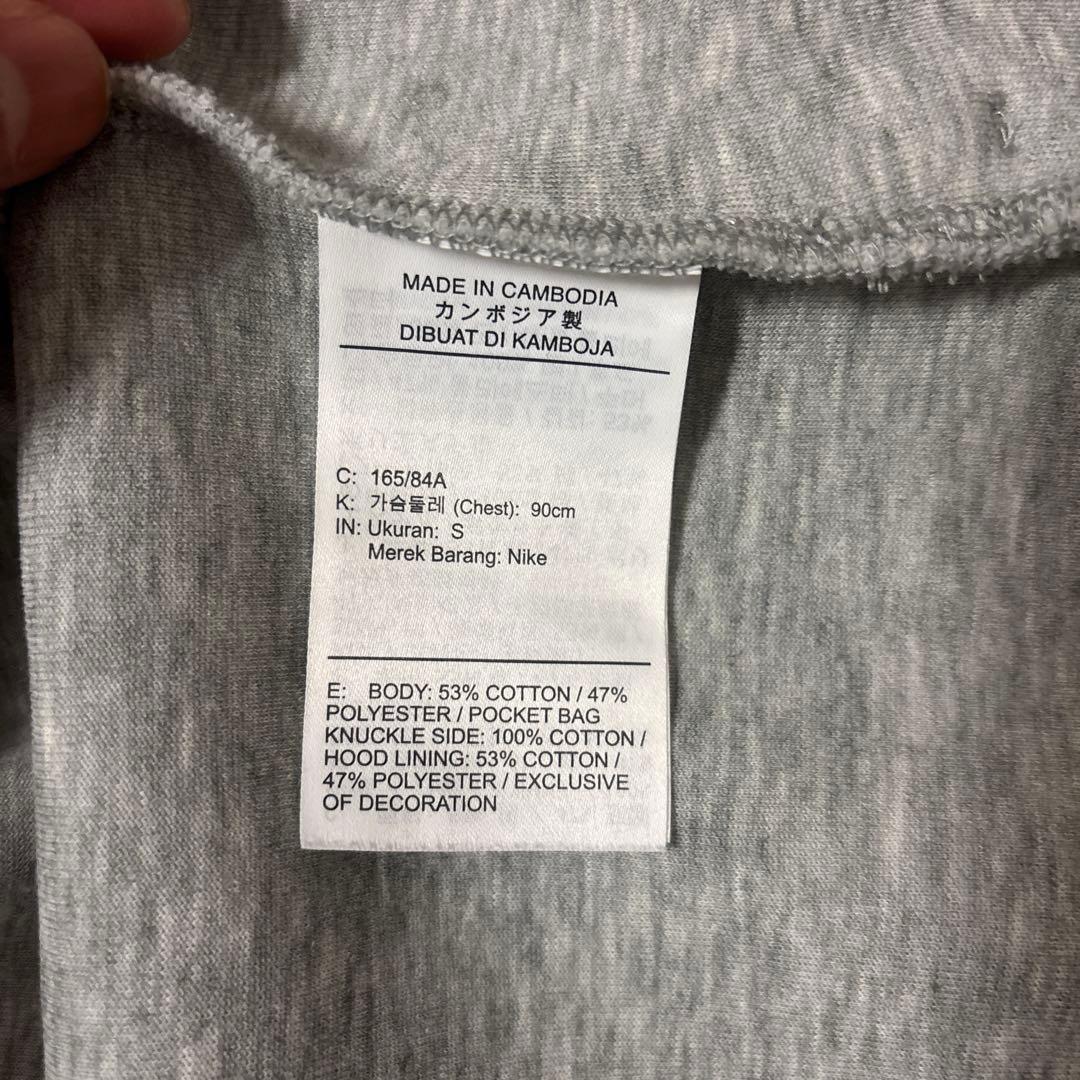 MADE IN CAMBODIA
カンボジア製
DIBUAT DI KAMBOJA
C: 165/84A
K: 가슴둘레 (Chest): 90cm
IN: Ukuran: S
Merek Barang: Nike
E: BODY: 53% COTTON / 47%
POLYESTER / POCKET BAG
KNUCKLE SIDE: 100% COTTON /
HOOD LINING: 53% COTTON /
47% POLYESTER / EXCLUSIVE
OF DECORATION